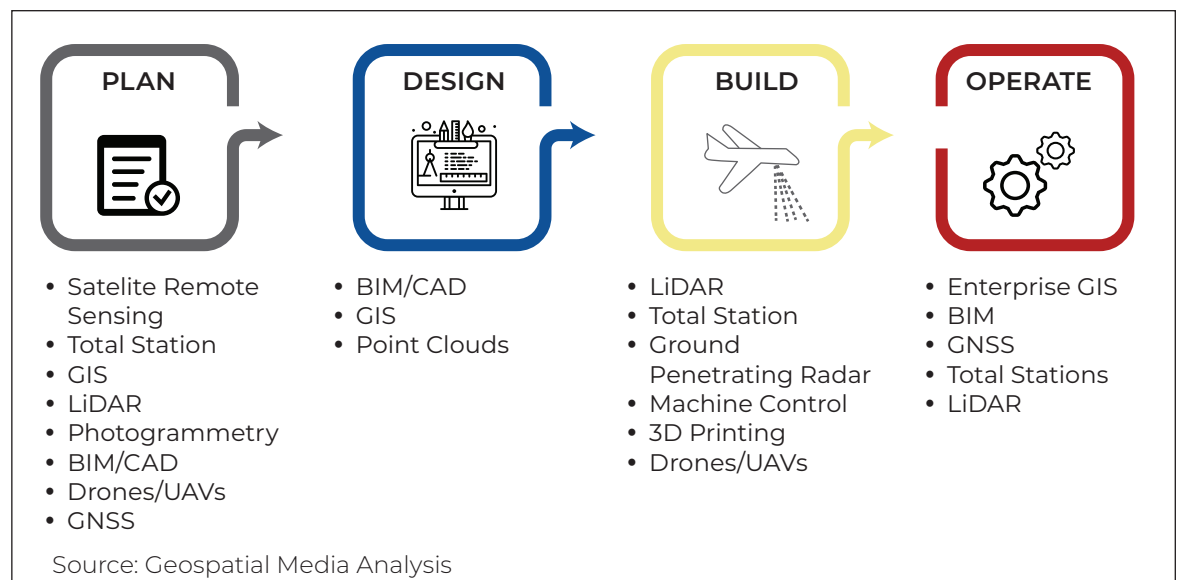 PLAN
• Satelite Remote
Sensing
• Total Station
• GIS
• LiDAR
• Photogrammetry
• BIM/CAD
• Drones/UAVs
• GNSS
DESIGN
• BIM/CAD
• GIS
• Point Clouds
BUILD
• LiDAR
• Total Station
• Ground
Penetrating Radar
• Machine Control
• 3D Printing
• Drones/UAVs
OPERATE
• Enterprise GIS
• BIM
• GNSS
• Total Stations
• LiDAR
Source: Geospatial Media Analysis